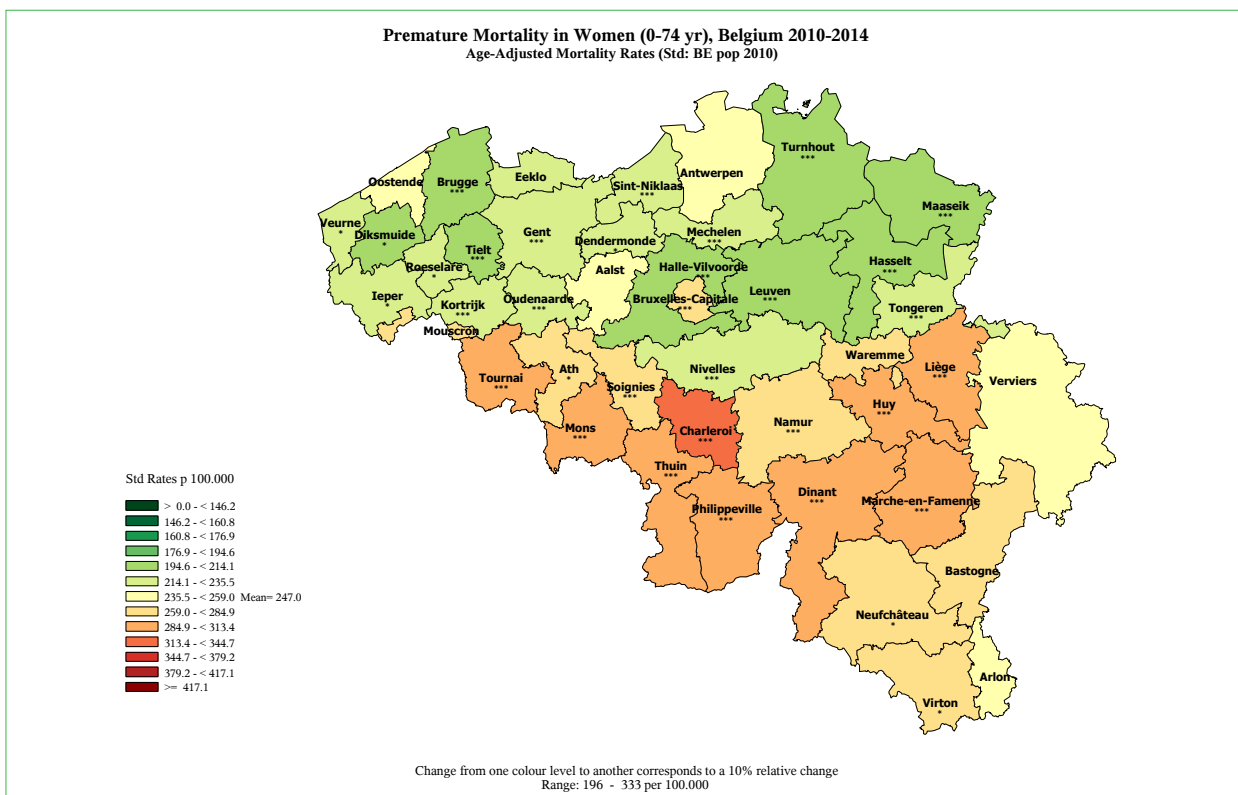 Premature Mortality in Women (0-74 yr), Belgium 2010-2014
Age-Adjusted Mortality Rates (Std: BE pop 2010)
Turnhout
***
Antwerpen
Oostende
Brugge
***
Eeklo
Sint-Niklaas
***
Maaseik
***
Veurne
*
Diksmuide
*
Tielt
***
Gent
***
Dendermonde
*
Mechelen
***
Hasselt
***
Roeselare
*
Aalst
Halle-Vilvoorde
***
Leuven
***
Ieper
*
Kortrijk
***
Oudenaarde
***
Bruxelles-Capitale
***
Tongeren
***
Mouscron
Waremme
Tournai
***
Ath
*
Soignies
***
Nivelles
***
Liège
***
Verviers
Huy
***
Mons
***
Charleroi
***
Namur
***
Thuin
***
Philippeville
***
Dinant
***
Marche-en-Famenne
***
Bastogne
Neufchâteau
*
Arlon
Virton
*
Std Rates p 100.000
> 0.0 - < 146.2
146.2 - < 160.8
160.8 - < 176.9
176.9 - < 194.6
194.6 - < 214.1
214.1 - < 235.5
235.5 - < 259.0 Mean= 247.0
259.0 - < 284.9
284.9 - < 313.4
313.4 - < 344.7
344.7 - < 379.2
379.2 - < 417.1
>= 417.1
Change from one colour level to another corresponds to a 10% relative change
Range: 196 - 333 per 100.000